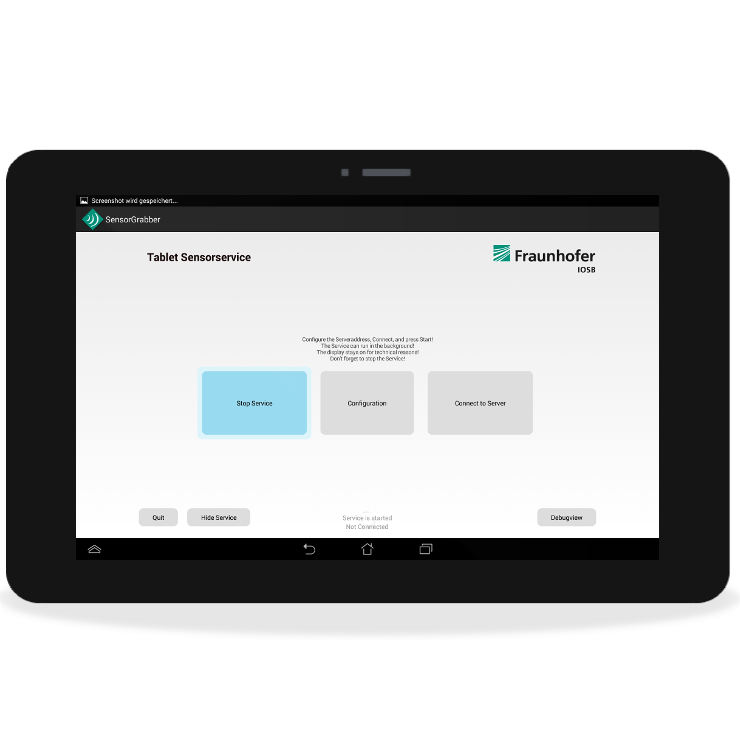 Screenshot wird gespeichert...
SensorGrabber
Tablet Sensorservice
Fraunhofer
IOSB
Configure the Serveraddress, Connect, and press Start!
The Service can run in the background!
The display stays on for technical reasons!
Don't forget to stop the Service!
Stop Service
Configuration
Connect to Server
Quit
Hide Service
Service is started
Not Connected
Debugview